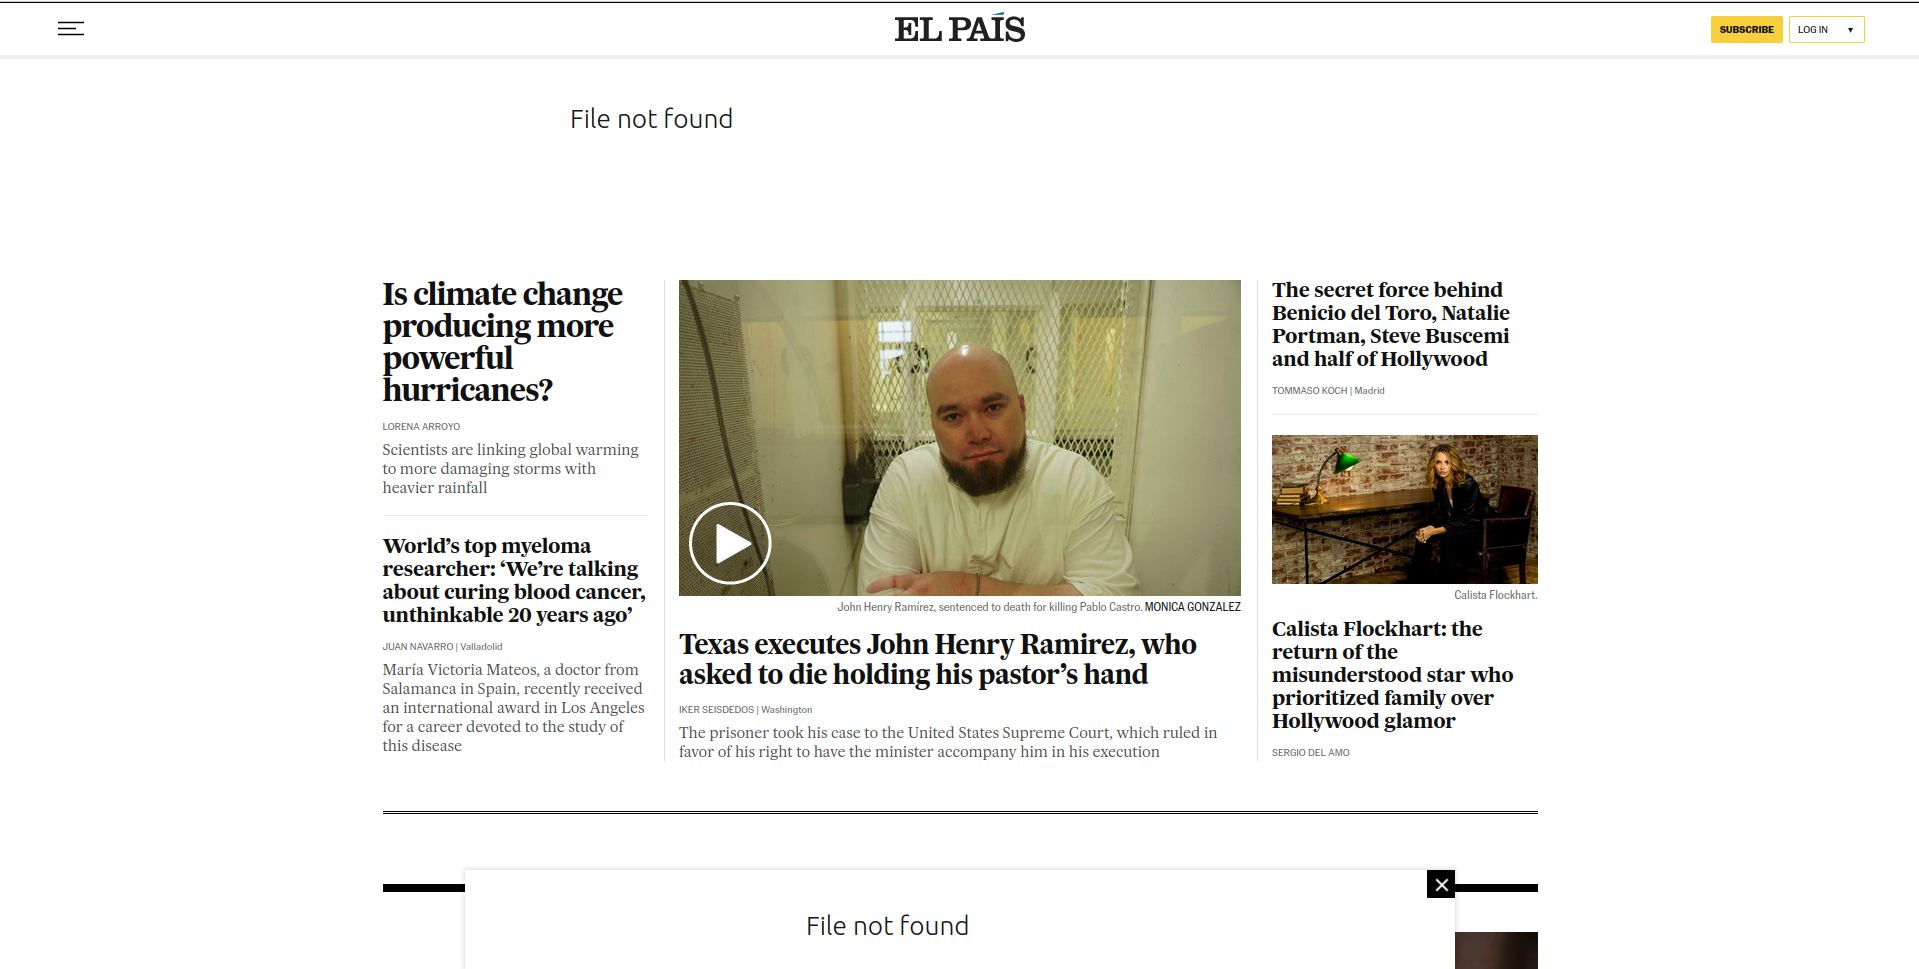 EL PAÍS
SUBSCRIBE
LOG IN
File not found
Is climate change
producing more
powerful
hurricanes?
LORENA ARROYO
Scientists are linking global warming
to more damaging storms with
heavier rainfall
World’s top myeloma
researcher: ‘We’re talking
about curing blood cancer,
unthinkable 20 years ago’
JUAN NAVARRO | Valladolid
María Victoria Mateos, a doctor from
Salamanca in Spain, recently received
an international award in Los Angeles
for a career devoted to the study of
this disease
John Henry Ramírez, sentenced to death for killing Pablo Castro. MONICA GONZALEZ
Texas executes John Henry Ramirez, who
asked to die holding his pastor’s hand
IKER SEISDEDOS | Washington
The prisoner took his case to the United States Supreme Court, which ruled in
favor of his right to have the minister accompany him in his execution
The secret force behind
Benicio del Toro, Natalie
Portman, Steve Buscemi
and half of Hollywood
TOMMASO KOCH | Madrid
Calista Flockhart.
Calista Flockhart: the
return of the
misunderstood star who
prioritized family over
Hollywood glamor
SERGIO DEL AMO
File not found